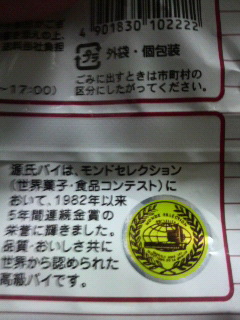 4 901830 102222
プラ
外袋・個包装
ごみに出すときは市町村の
区分にしたがってください。
~17:00)
源氏パイは、モンドセレクション
(世界菓子・食品コンテスト)に
おいて、1982年以来
5年間連続金賞の
栄誉に輝きました。
品質・おいしさ共に
世界から認められた
高級パイです。